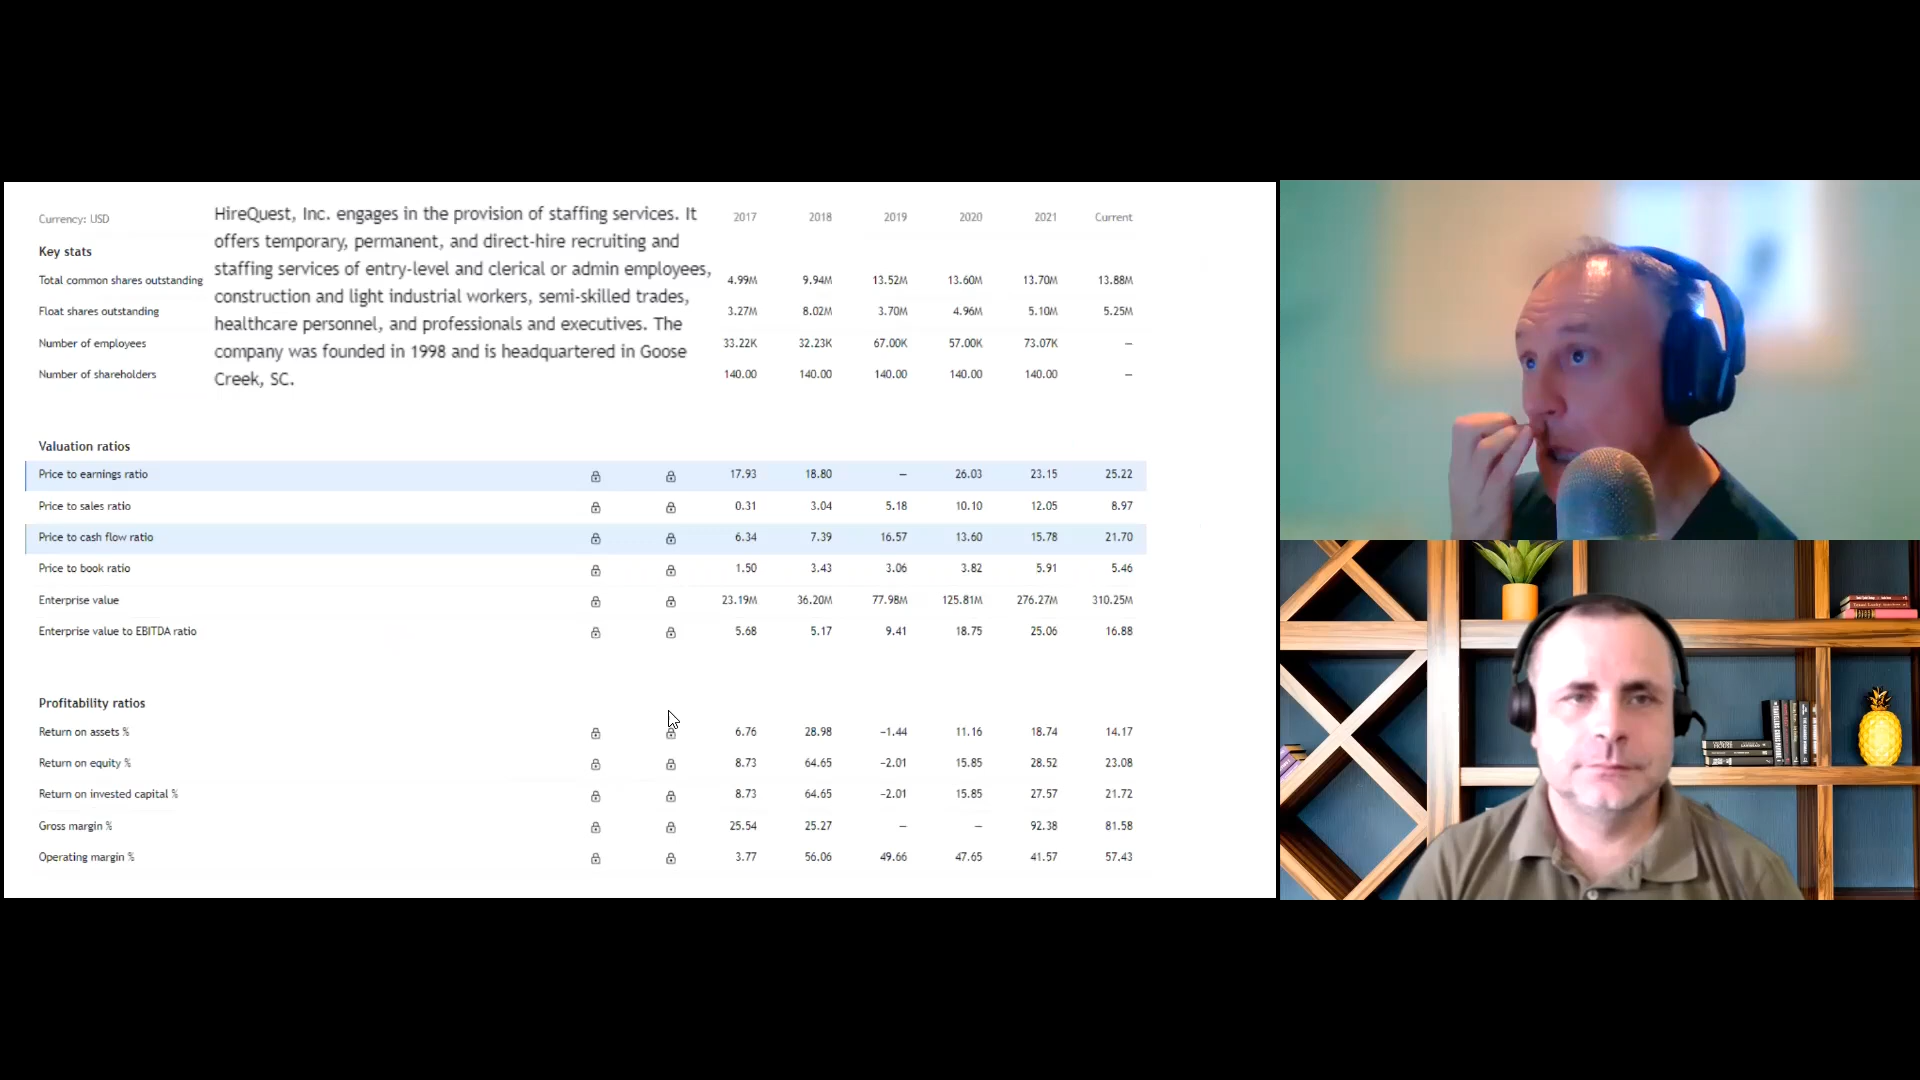 Currency: USD 2017 2018 2019 2020 2021 Current
HireQuest, Inc. engages in the provision of staffing services. It
offers temporary, permanent, and direct-hire recruiting and
staffing services of entry-level and clerical or admin employees,
construction and light industrial workers, semi-skilled trades,
healthcare personnel, and professionals and executives. The
company was founded in 1998 and is headquartered in Goose
Creek, SC.
Key stats
Total common shares outstanding 4.99M 9.94M 13.52M 13.60M 13.70M 13.88M
Float shares outstanding 3.27M 8.02M 3.70M 4.96M 5.10M 5.25M
Number of employees 33.22K 32.23K 67.00K 57.00K 73.07K —
Number of shareholders 140.00 140.00 140.00 140.00 140.00 —
Valuation ratios
Price to earnings ratio 17.93 18.80 — 26.03 23.15 25.22
Price to sales ratio 0.31 3.04 5.18 10.10 12.05 8.97
Price to cash flow ratio 6.34 7.39 16.57 13.60 15.78 21.70
Price to book ratio 1.50 3.43 3.06 3.82 5.91 5.46
Enterprise value 23.19M 36.20M 77.98M 125.81M 276.27M 310.25M
Enterprise value to EBITDA ratio 5.68 5.17 9.41 18.75 25.06 16.88
Profitability ratios
Return on assets % 6.76 28.98 −1.44 11.16 18.74 14.17
Return on equity % 8.73 64.65 −2.01 15.85 28.52 23.08
Return on invested capital % 8.73 64.65 −2.01 15.85 27.57 21.72
Gross margin % 25.54 25.27 — — 92.38 81.58
Operating margin % 3.77 56.06 49.66 47.65 41.57 57.43